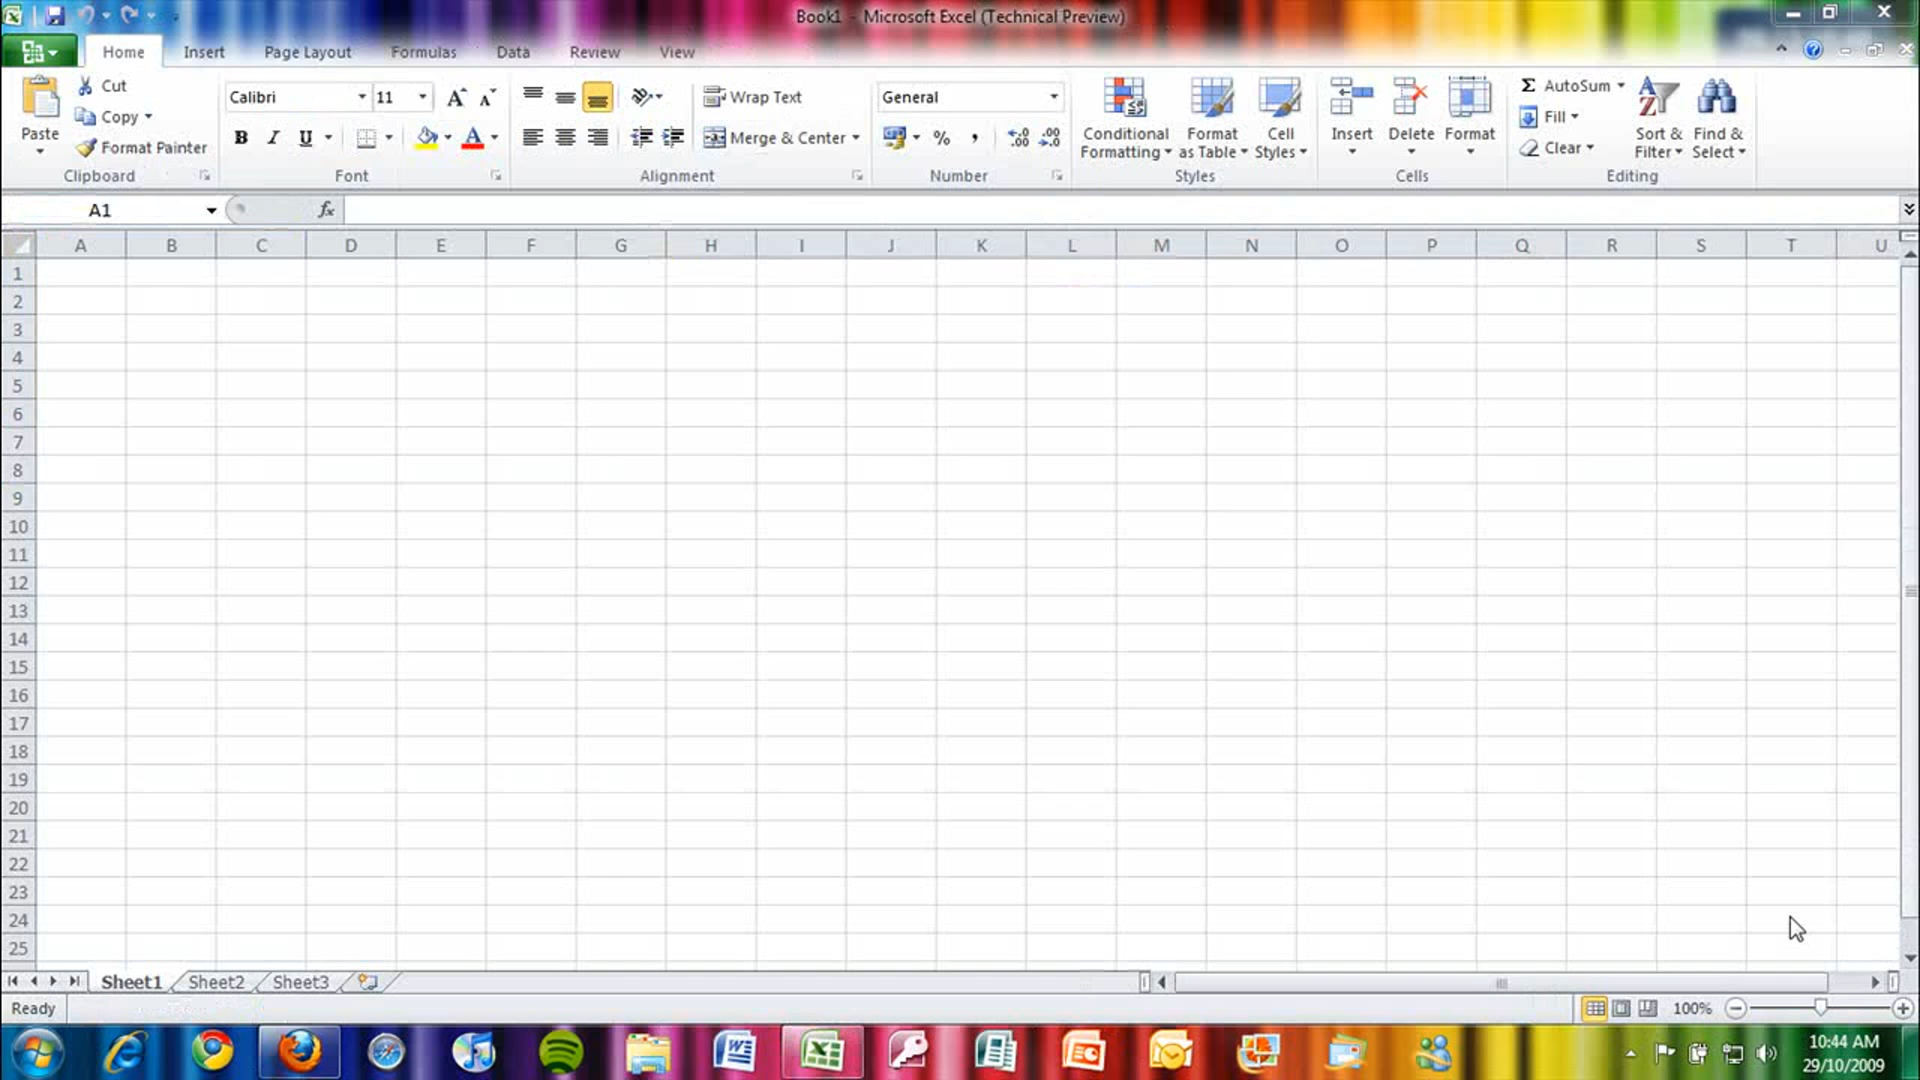 Book1 - Microsoft Excel (Technical Preview)
Home Insert Page Layout Formulas Data Review View
Paste
Cut
Copy
Format Painter
Clipboard
Calibri 11 A A
B I U A
Font
Wrap Text
Merge & Center
Alignment
General
% , .00 .00
Number
Conditional Formatting
Format as Table
Cell Styles
Styles
Insert Delete Format
Cells
Σ AutoSum
Fill
Clear
Sort & Filter
Find & Select
Editing
A1 fx
A B C D E F G H I J K L M N O P Q R S T U
1
2
3
4
5
6
7
8
9
10
11
12
13
14
15
16
17
18
19
20
21
22
23
24
25
Sheet1 Sheet2 Sheet3
Ready 100%
10:44 AM
29/10/2009